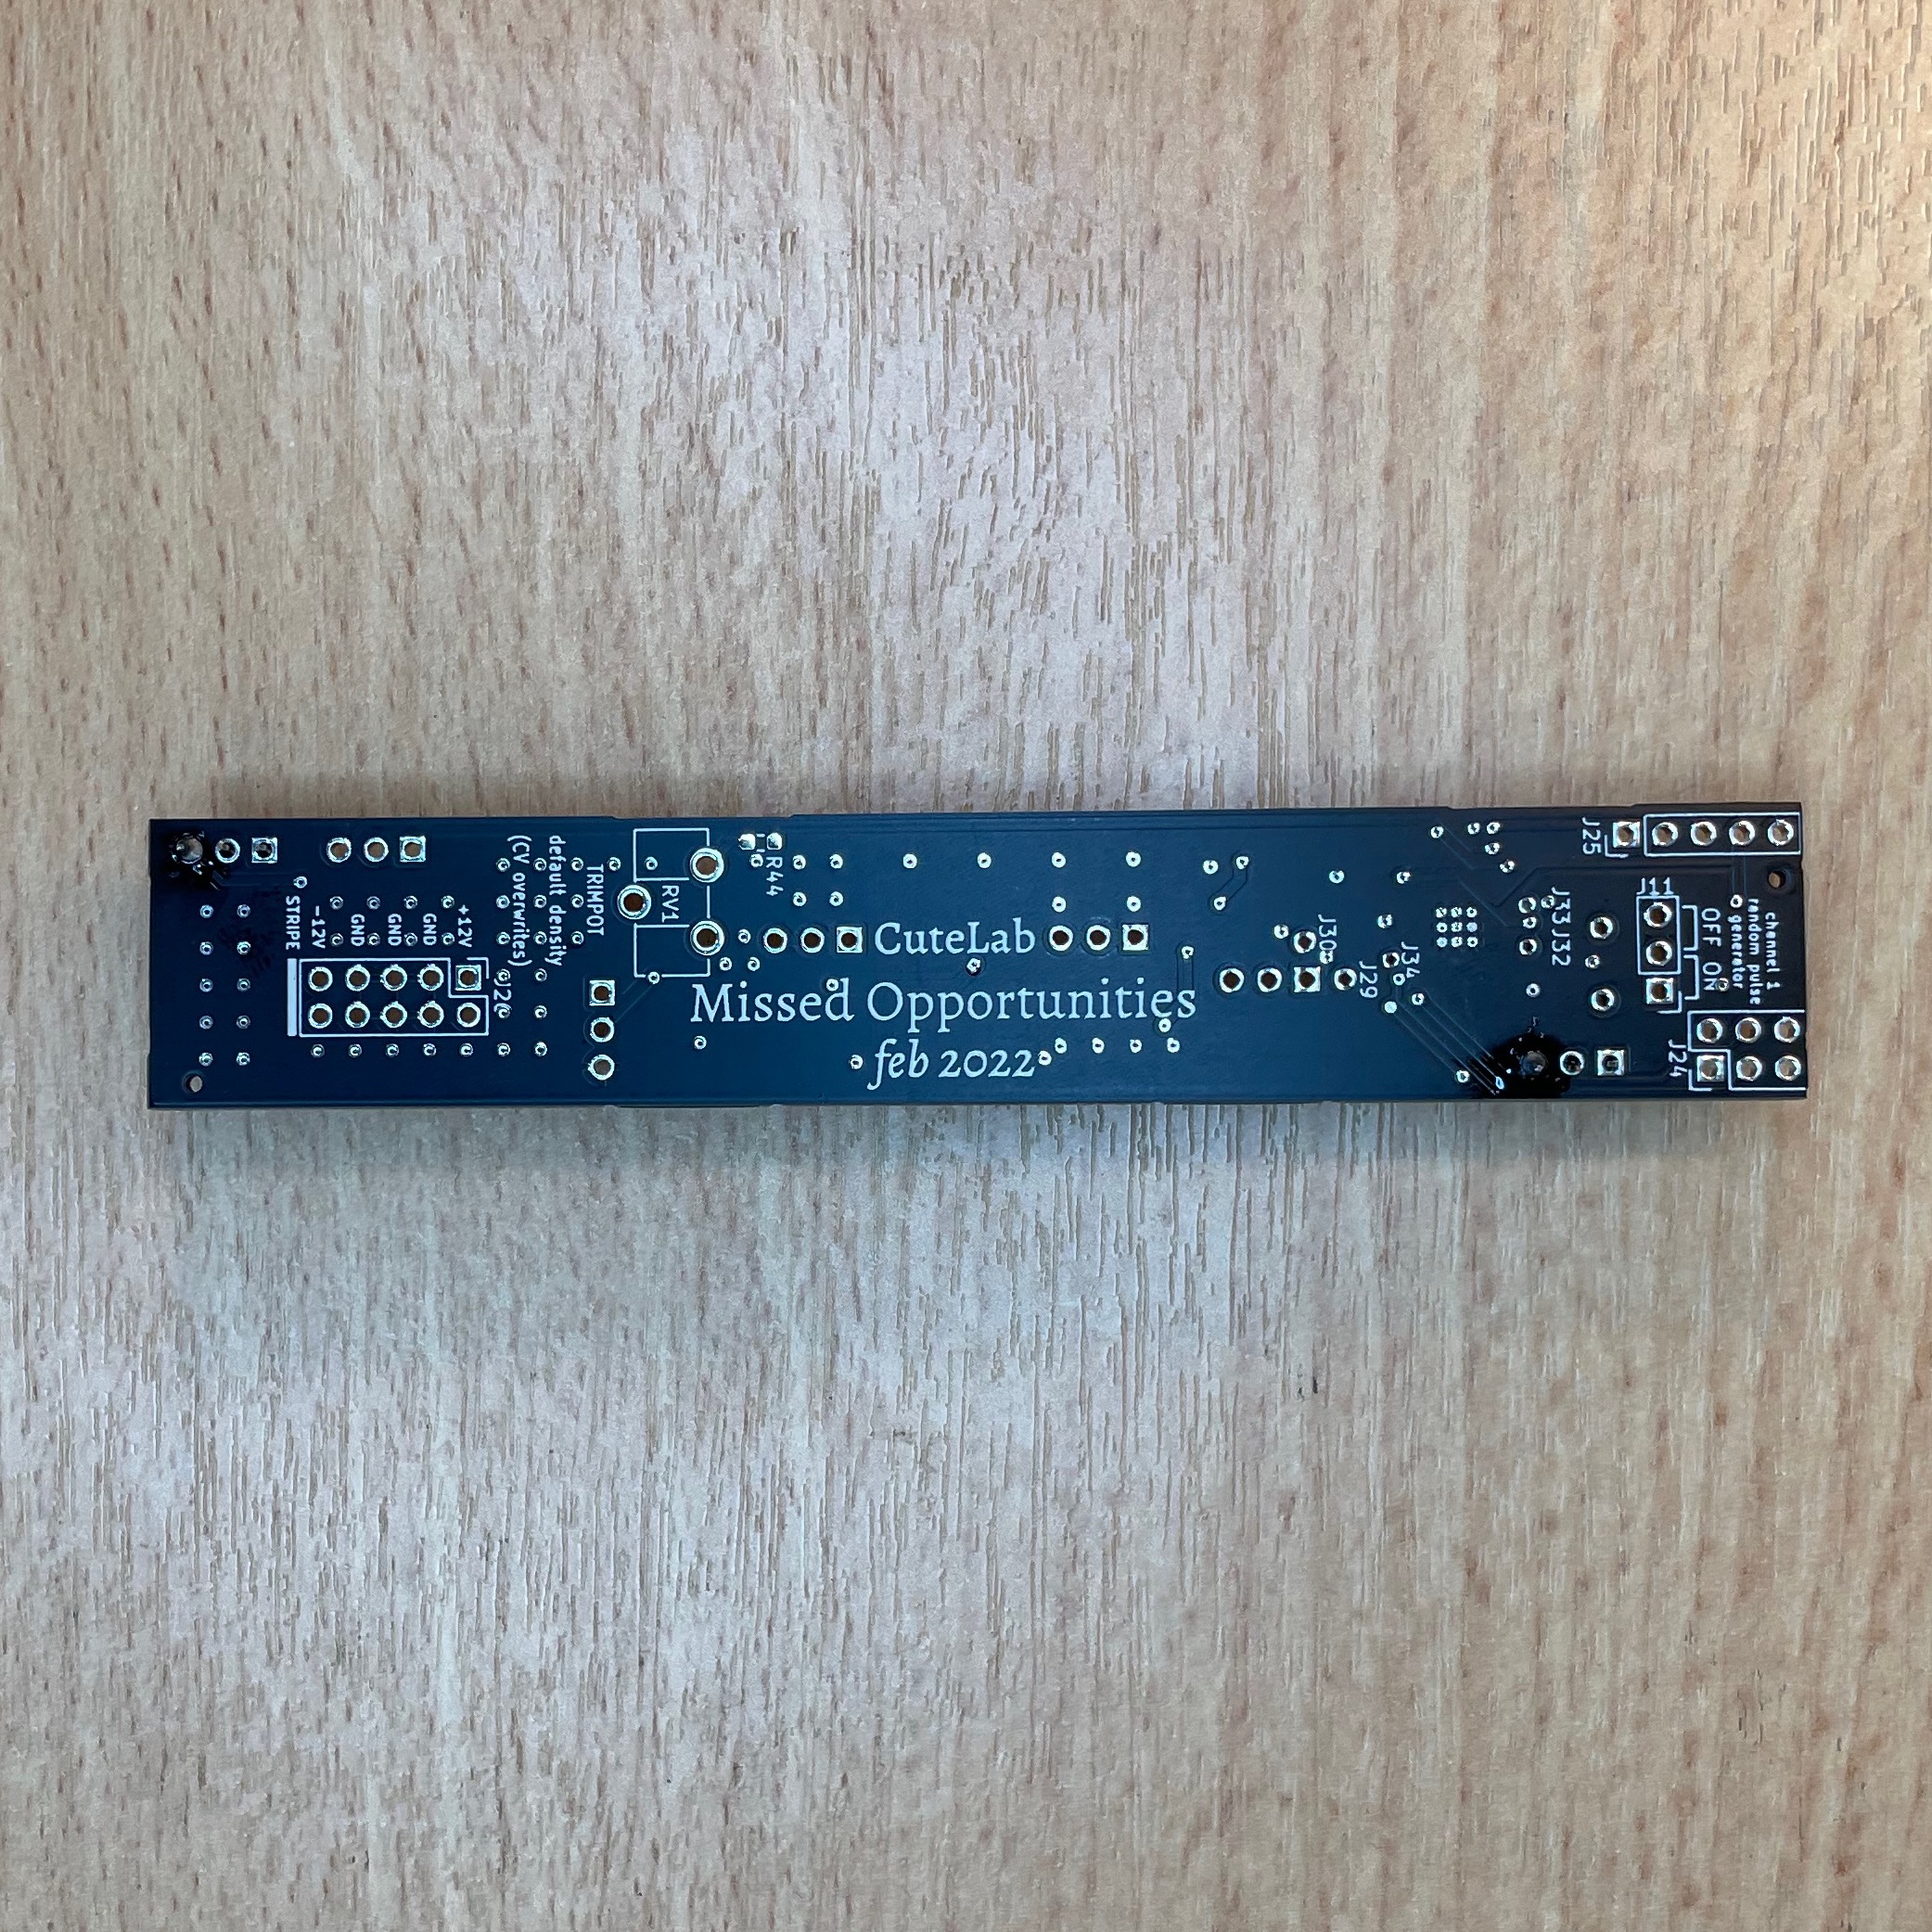 CuteLab
Missed Opportunities
feb 2022
STRIPE
-12V
GND
GND
GND
+12V
J26
default density
(CV overwrites)
TRIMPOT
RV1
R44
J30
J29
J34
J33
J32
J25
J11
OFF ON
channel 1
random pulse
generator
J24